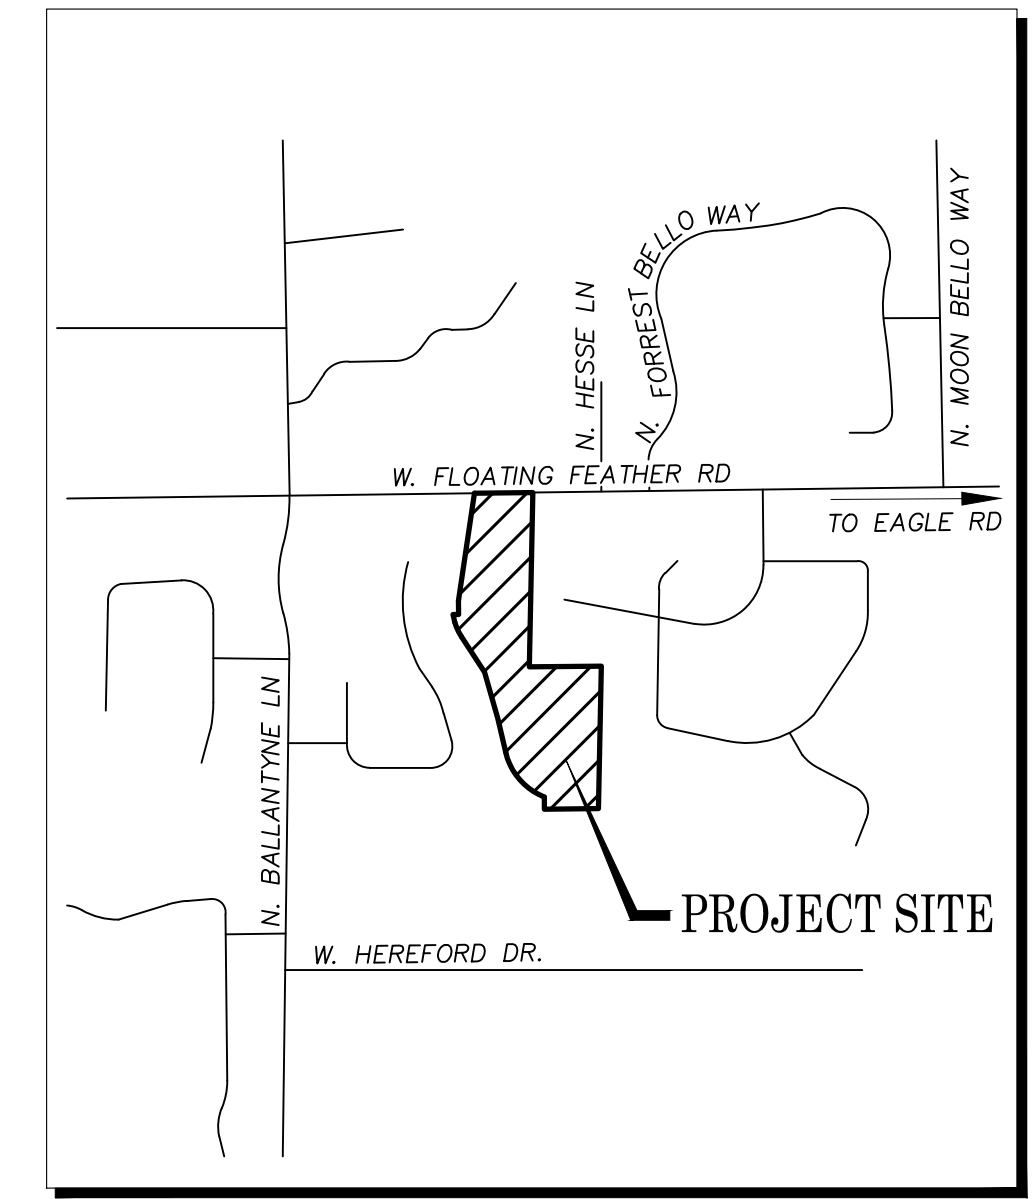 N. FORREST BELLO WAY
N. MOON BELLO WAY
N. HESSE LN
W. FLOATING FEATHER RD
TO EAGLE RD
N. BALLANTYNE LN
PROJECT SITE
W. HEREFORD DR.